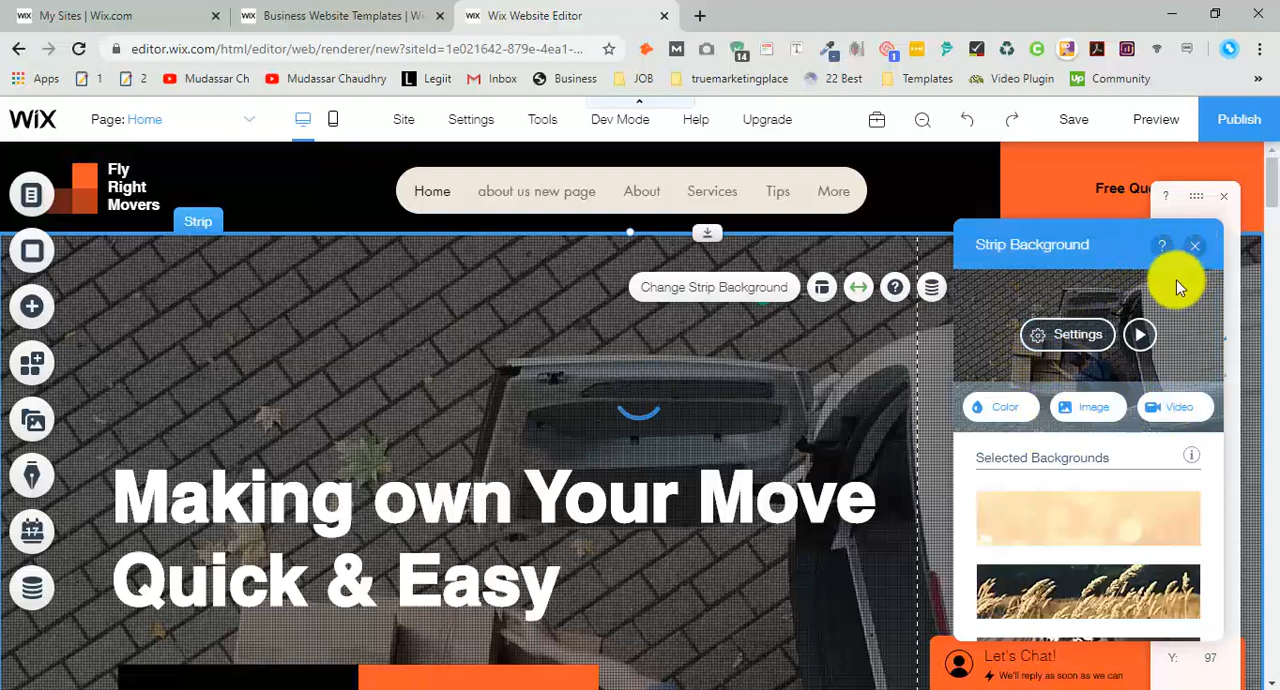 My Sites | Wix.com
Business Website Templates | Wi
Wix Website Editor
editor.wix.com/html/editor/web/renderer/new?siteId=1e021642-879e-4ea1-...
14
1
Apps
1
2
Mudassar Ch
Mudassar Chaudhry
Legiit
Inbox
Business
JOB
truemarketingplace
22 Best
Templates
Video Plugin
Community
WiX
Page: Home
Site
Settings
Tools
Dev Mode
Help
Upgrade
Save
Preview
Publish
Fly
Right
Movers
Home
about us new page
About
Services
Tips
More
Free Qu
Strip
Change Strip Background
Strip Background
Settings
Color
Image
Video
Selected Backgrounds
17
Making own Your Move
Quick & Easy
Let's Chat!
We'll reply as soon as we can
Y: 97